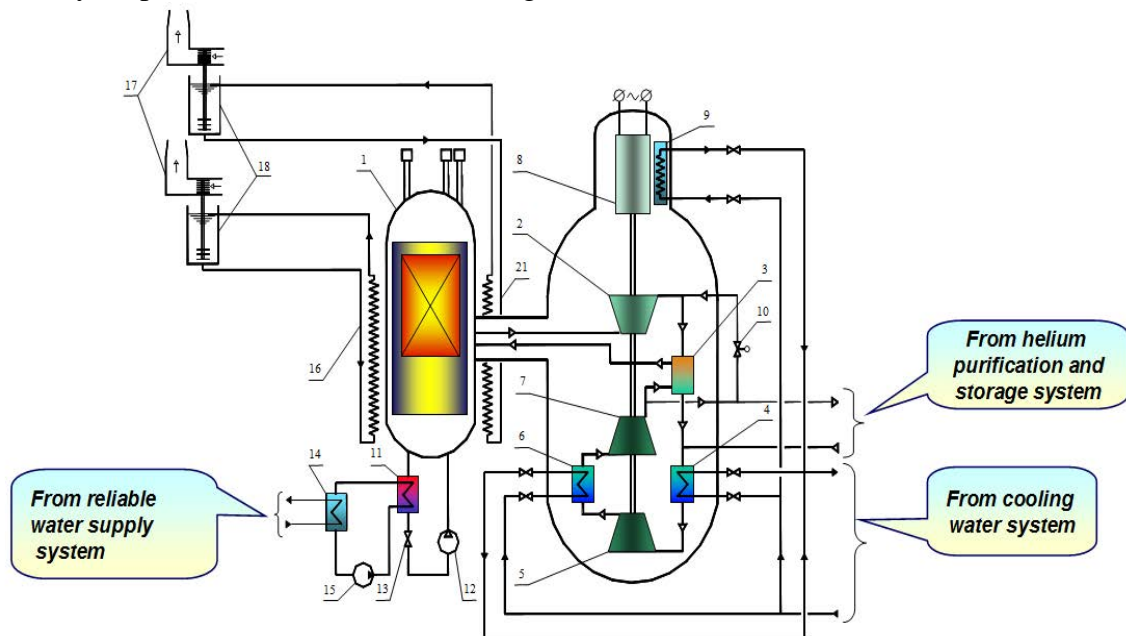 17
18
1
8
9
2
3
10
21
16
7
4
6
14
11
5
15
13
12
From helium
purification and
storage system
From reliable
water supply
system
From cooling
water system